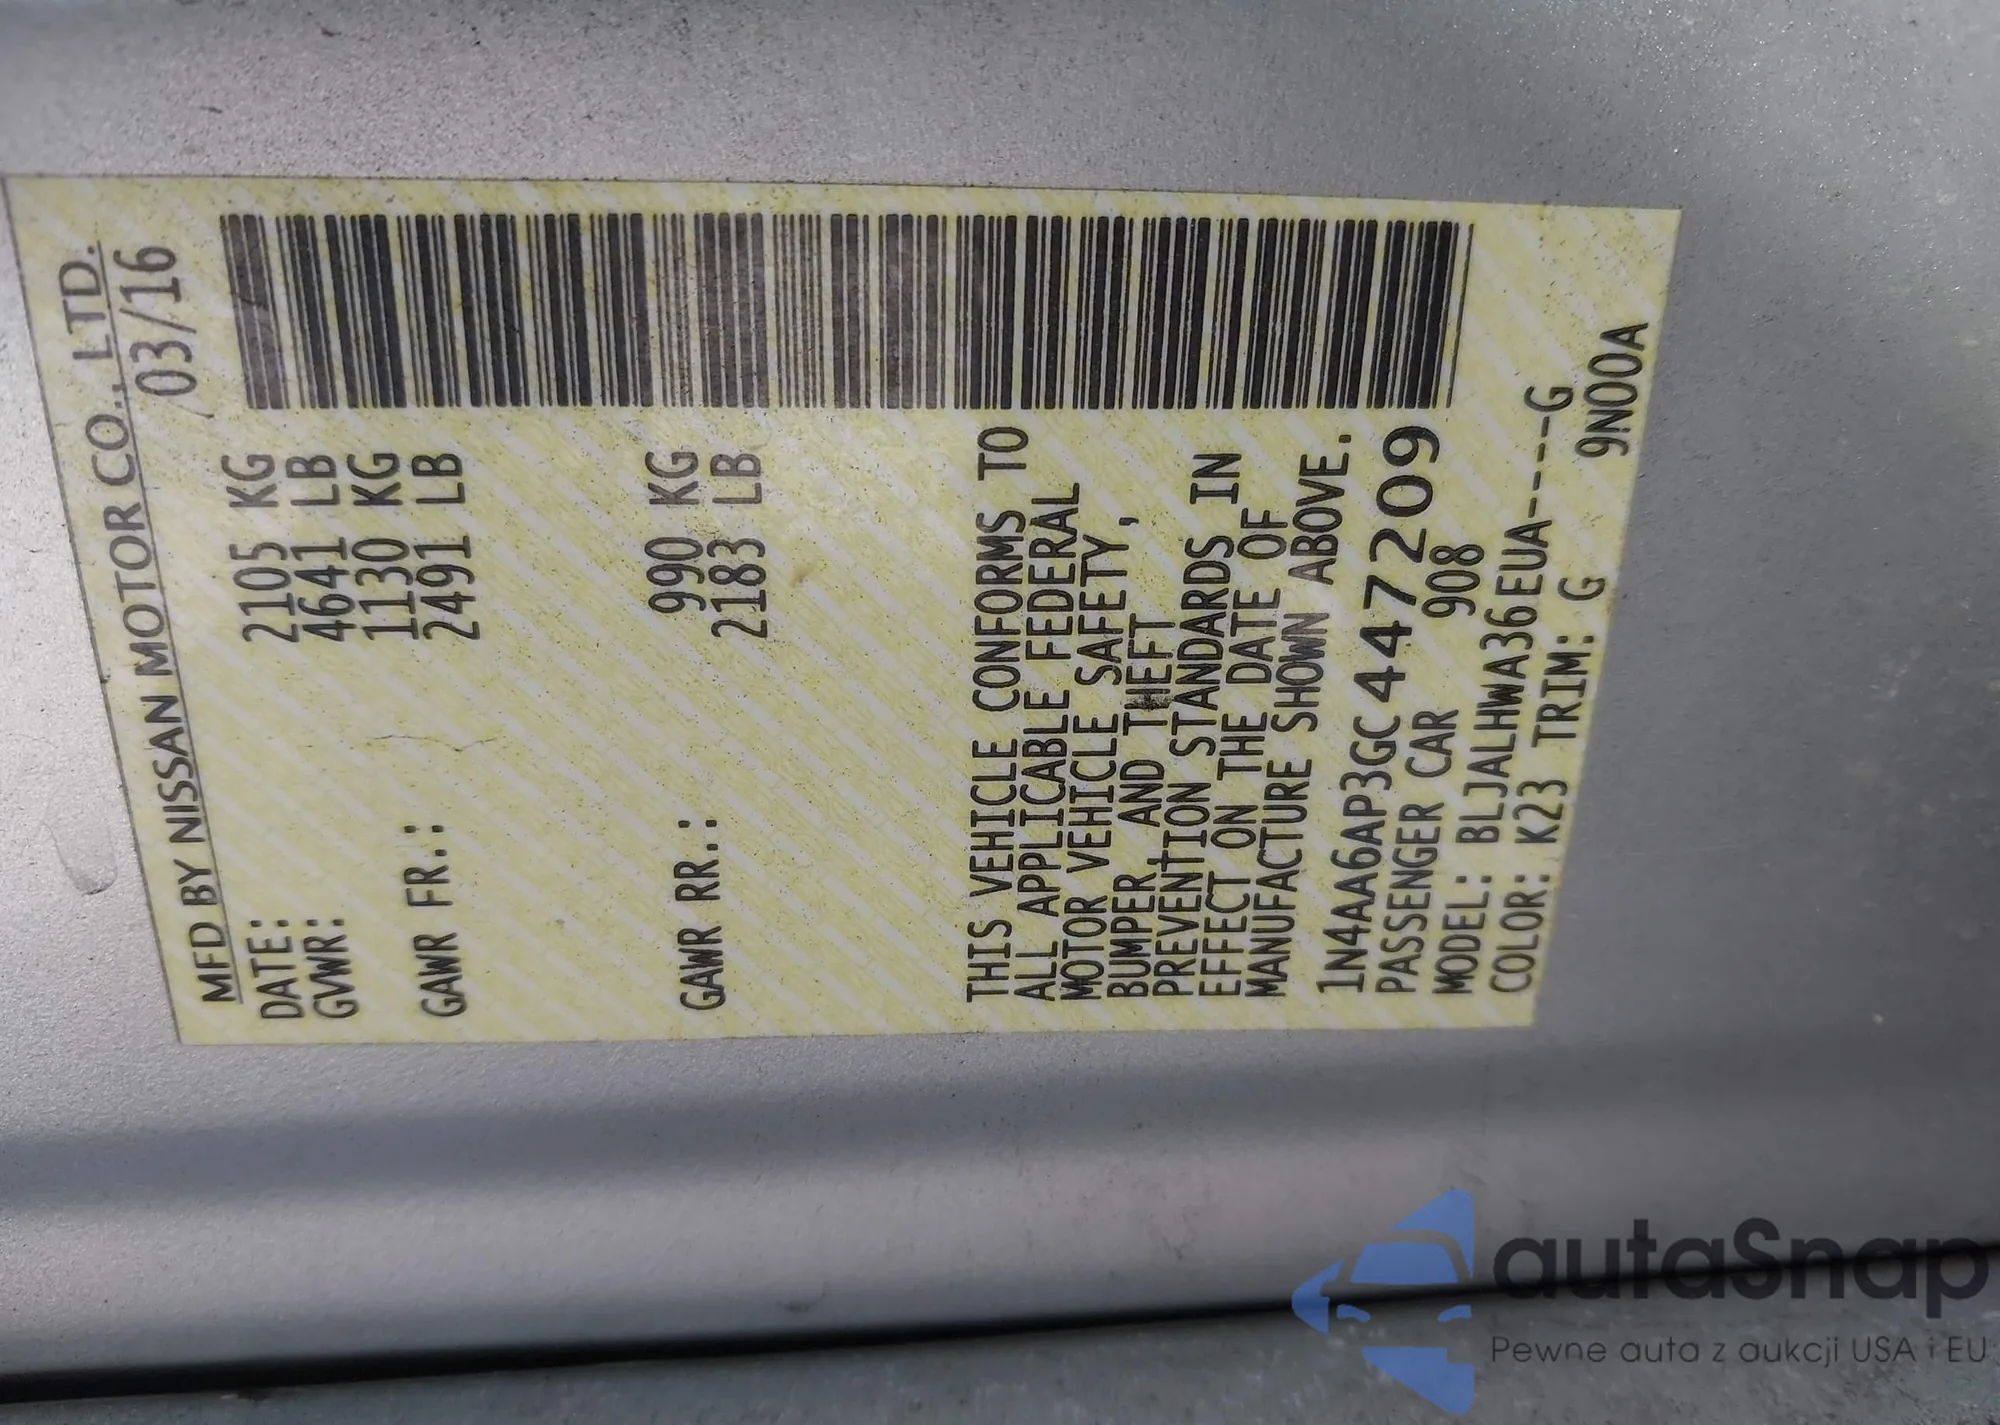 MFD BY NISSAN MOTOR CO., LTD.
DATE: 03/16
GVWR: 2105 KG
4641 LB
GAWR FR.: 1130 KG
2491 LB
GAWR RR.: 990 KG
2183 LB
THIS VEHICLE CONFORMS TO
ALL APPLICABLE FEDERAL
MOTOR VEHICLE SAFETY,
BUMPER, AND THEFT
PREVENTION STANDARDS IN
EFFECT ON THE DATE OF
MANUFACTURE SHOWN ABOVE.
1N4AA6AP3GC447209
PASSENGER CAR 908
MODEL: BLJALHWA36EUA----G
COLOR: K23 TRIM: G 9N00A
autaSnap
Pewne auta z aukcji USA i EU